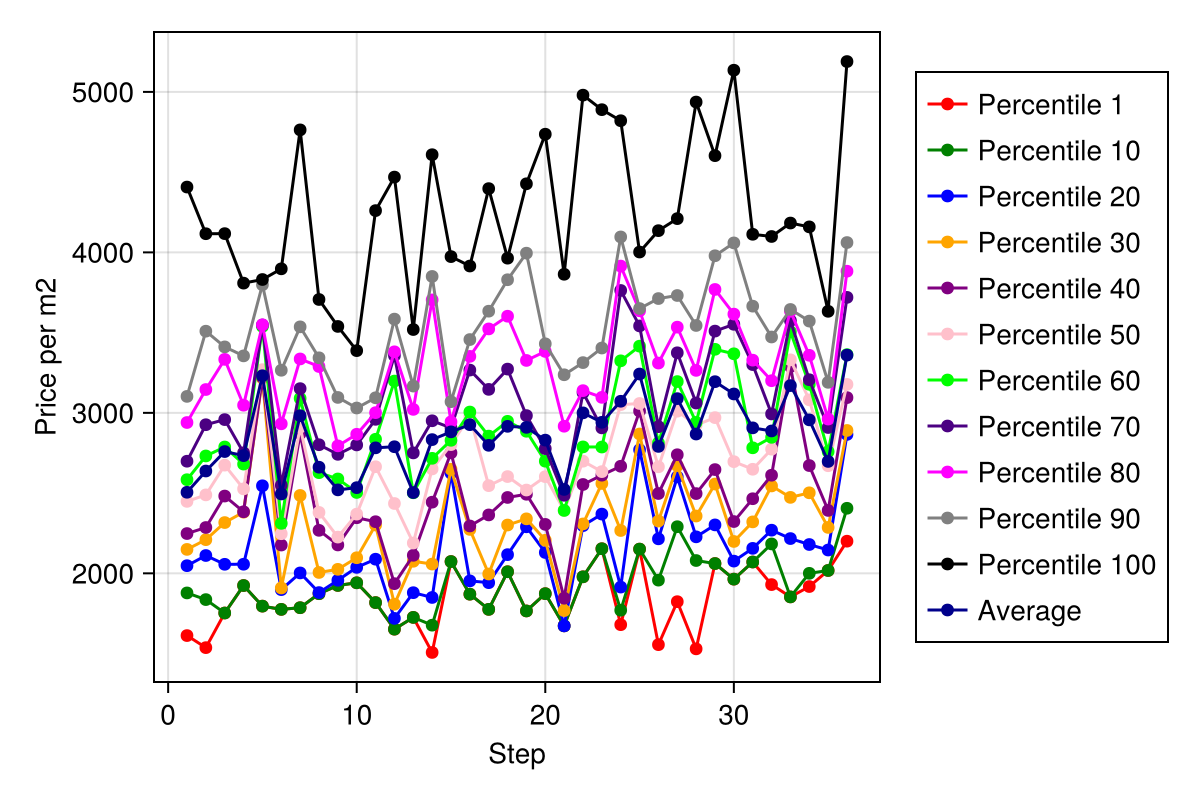 5000
4000
3000
2000
Price per m2
0
10
20
30
Step
Percentile 1
Percentile 10
Percentile 20
Percentile 30
Percentile 40
Percentile 50
Percentile 60
Percentile 70
Percentile 80
Percentile 90
Percentile 100
Average